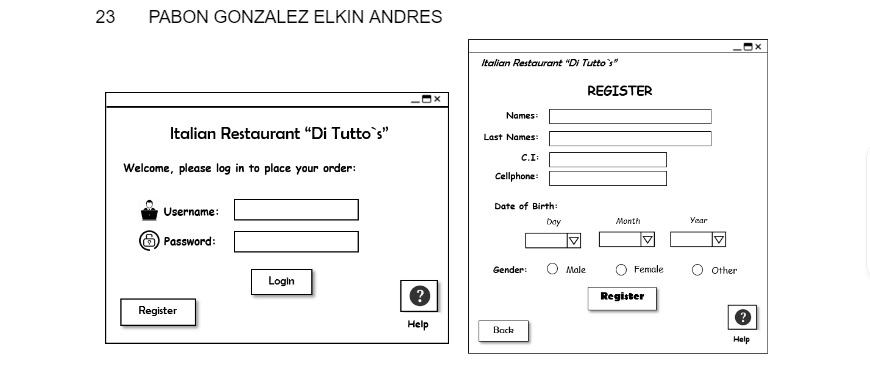 23 PABON GONZALEZ ELKIN ANDRES
Italian Restaurant “Di Tutto`s”
Welcome, please log in to place your order:
Username:
Password:
Login
Register
?
Help
Italian Restaurant “Di Tutto`s”
REGISTER
Names:
Last Names:
C.I:
Cellphone:
Date of Birth:
Day Month Year
Gender: Male Female Other
Register
Back
?
Help